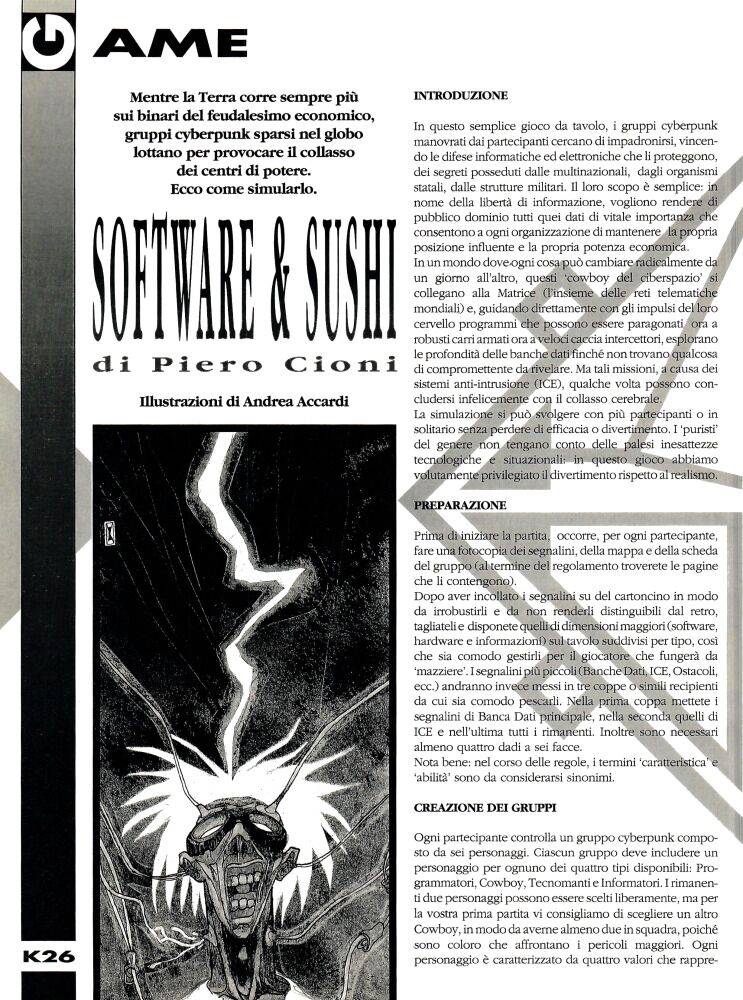 GAME
Mentre la Terra corre sempre più
sui binari del feudalesimo economico,
gruppi cyberpunk sparsi nel globo
lottano per provocare il collasso
dei centri di potere.
Ecco come simularlo.
SOFTWARE & SUSHI
di Piero Cioni
Illustrazioni di Andrea Accardi
INTRODUZIONE
In questo semplice gioco da tavolo, i gruppi cyberpunk
manovrati dai partecipanti cercano di impadronirsi, vincen-
do le difese informatiche ed elettroniche che li proteggono,
dei segreti posseduti dalle multinazionali, dagli organismi
statali, dalle strutture militari. Il loro scopo è semplice: in
nome della libertà di informazione, vogliono rendere di
pubblico dominio tutti quei dati di vitale importanza che
consentono a ogni organizzazione di mantenere la propria
posizione influente e la propria potenza economica.
In un mondo dove ogni cosa può cambiare radicalmente da
un giorno all'altro, questi 'cowboy del ciberspazio' si
collegano alla Matrice (l'insieme delle reti telematiche
mondiali) e, guidando direttamente con gli impulsi del loro
cervello programmi che possono essere paragonati ora a
robusti carri armati ora a veloci caccia intercettori, esplorano
le profondità delle banche dati finché non trovano qualcosa
di compromettente da rivelare. Ma tali missioni, a causa dei
sistemi anti-intrusione (ICE), qualche volta possono con-
cludersi infelicemente con il collasso cerebrale.
La simulazione si può svolgere con più partecipanti o in
solitario senza perdere di efficacia o divertimento. I 'puristi'
del genere non tengano conto delle palesi inesattezze
tecnologiche e situazionali: in questo gioco abbiamo
volutamente privilegiato il divertimento rispetto al realismo.
PREPARAZIONE
Prima di iniziare la partita, occorre, per ogni partecipante,
fare una fotocopia dei segnalini, della mappa e della scheda
del gruppo (al termine del regolamento troverete le pagine
che li contengono).
Dopo aver incollato i segnalini su del cartoncino in modo
da irrobustirli e da non renderli distinguibili dal retro,
tagliateli e disponete quelli di dimensioni maggiori (software,
hardware e informazioni) sul tavolo suddivisi per tipo, così
che sia comodo gestirli per il giocatore che fungerà da
'mazziere'. I segnalini più piccoli (Banche Dati, ICE, Ostacoli,
ecc.) andranno invece messi in tre coppe o simili recipienti
da cui sia comodo pescarli. Nella prima coppa mettete i
segnalini di Banca Dati principale, nella seconda quelli di
ICE e nell'ultima tutti i rimanenti. Inoltre sono necessari
almeno quattro dadi a sei facce.
Nota bene: nel corso delle regole, i termini 'caratteristica' e
'abilità' sono da considerarsi sinonimi.
CREAZIONE DEI GRUPPI
Ogni partecipante controlla un gruppo cyberpunk compo-
sto da sei personaggi. Ciascun gruppo deve includere un
personaggio per ognuno dei quattro tipi disponibili: Pro-
grammatori, Cowboy, Tecnomanti e Informatori. I rimanen-
ti due personaggi possono essere scelti liberamente, ma per
la vostra prima partita vi consigliamo di scegliere un altro
Cowboy, in modo da averne almeno due in squadra, poiché
sono coloro che affrontano i pericoli maggiori. Ogni
personaggio è caratterizzato da quattro valori che rappre-
K26